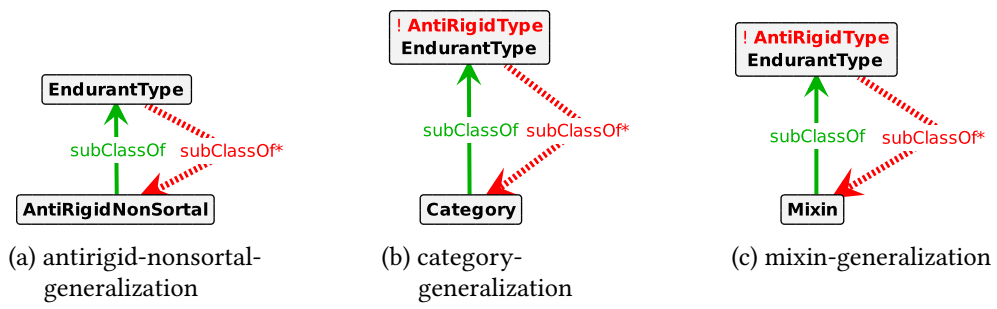 EndurantType
subClassOf
subClassOf*
AntiRigidNonSortal
(a) antirigid-nonsortal-
generalization
! AntiRigidType
EndurantType
subClassOf
subClassOf*
Category
(b) category-
generalization
! AntiRigidType
EndurantType
subClassOf
subClassOf*
Mixin
(c) mixin-generalization